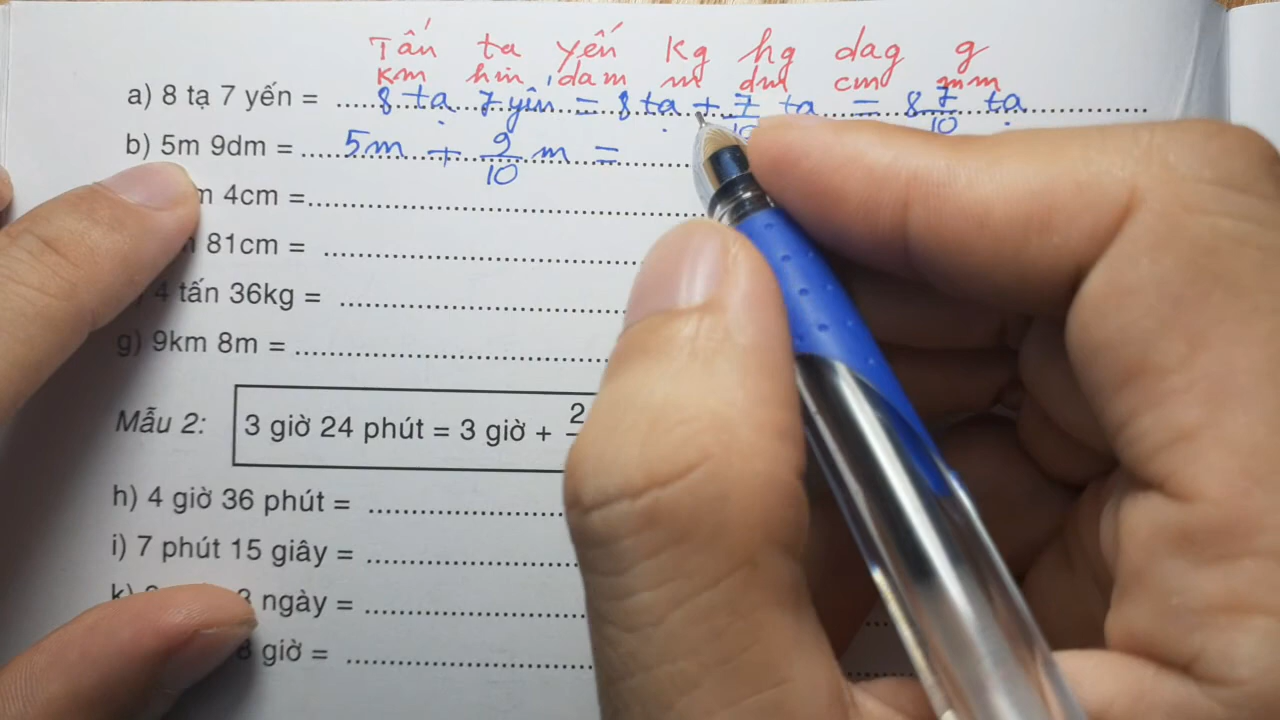 Tấn ta yến Kg hg dag g
km hm dam m dm cm mm
a) 8 tạ 7 yến = 8 tạ 7 yến = 8 tạ + 7/10 ta = 8 7/10 tạ
b) 5m 9dm = 5m + 9/10 m =
m 4cm =
81cm =
4 tấn 36kg =
g) 9km 8m =
Mẫu 2: 3 giờ 24 phút = 3 giờ + 2
h) 4 giờ 36 phút =
i) 7 phút 15 giây =
k) ngày =
8 giờ =